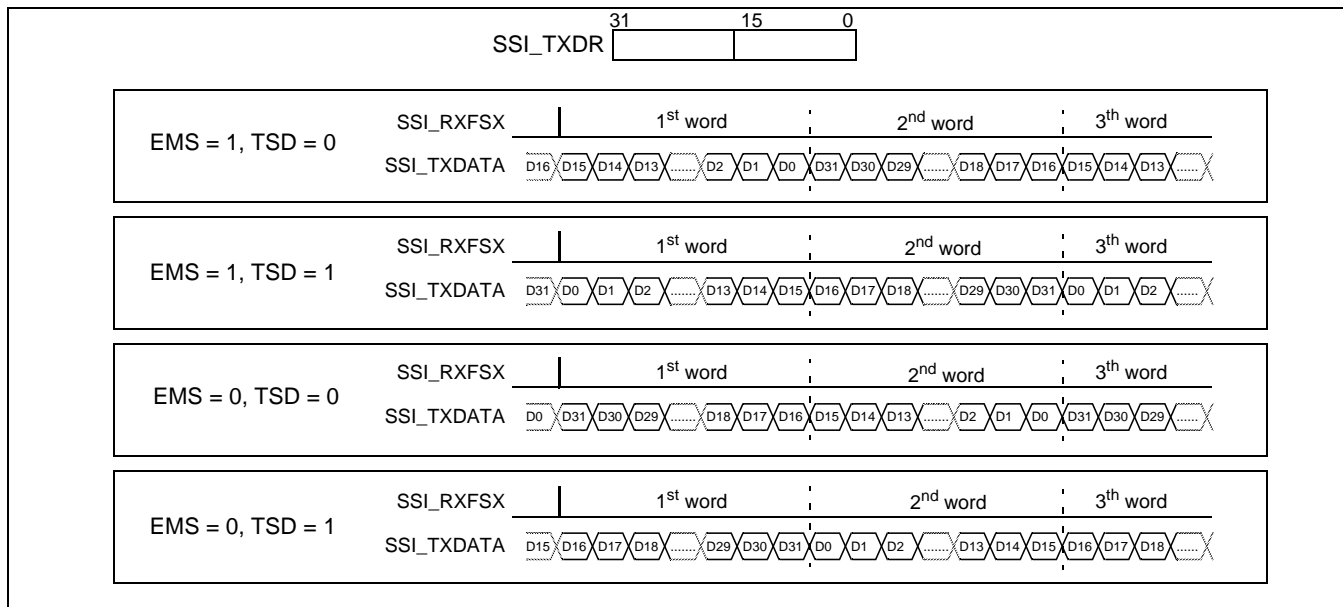 31 15 0
SSI_TXDR
EMS = 1, TSD = 0
SSI_RXFSX 1st word 2nd word 3th word
SSI_TXDATA D16 D15 D14 D13 ....... D2 D1 D0 D31 D30 D29 ....... D18 D17 D16 D15 D14 D13 ......
EMS = 1, TSD = 1
SSI_RXFSX 1st word 2nd word 3th word
SSI_TXDATA D31 D0 D1 D2 ....... D13 D14 D15 D16 D17 D18 ....... D29 D30 D31 D0 D1 D2 ......
EMS = 0, TSD = 0
SSI_RXFSX 1st word 2nd word 3th word
SSI_TXDATA D0 D31 D30 D29 ....... D18 D17 D16 D15 D14 D13 ....... D2 D1 D0 D31 D30 D29 ......
EMS = 0, TSD = 1
SSI_RXFSX 1st word 2nd word 3th word
SSI_TXDATA D15 D16 D17 D18 ....... D29 D30 D31 D0 D1 D2 ....... D13 D14 D15 D16 D17 D18 ......